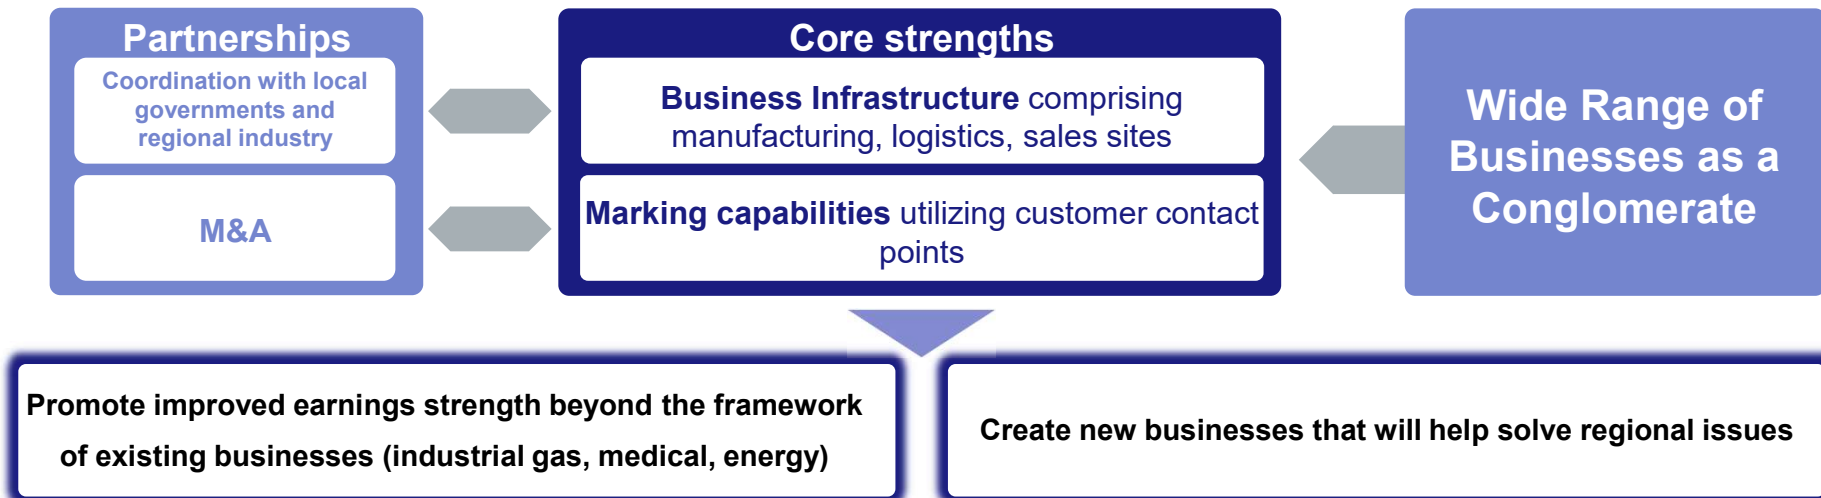 Partnerships
Coordination with local
governments and
regional industry
M&A
Core strengths
Business Infrastructure comprising
manufacturing, logistics, sales sites
Marking capabilities utilizing customer contact
points
Wide Range of
Businesses as a
Conglomerate
Promote improved earnings strength beyond the framework
of existing businesses (industrial gas, medical, energy)
Create new businesses that will help solve regional issues